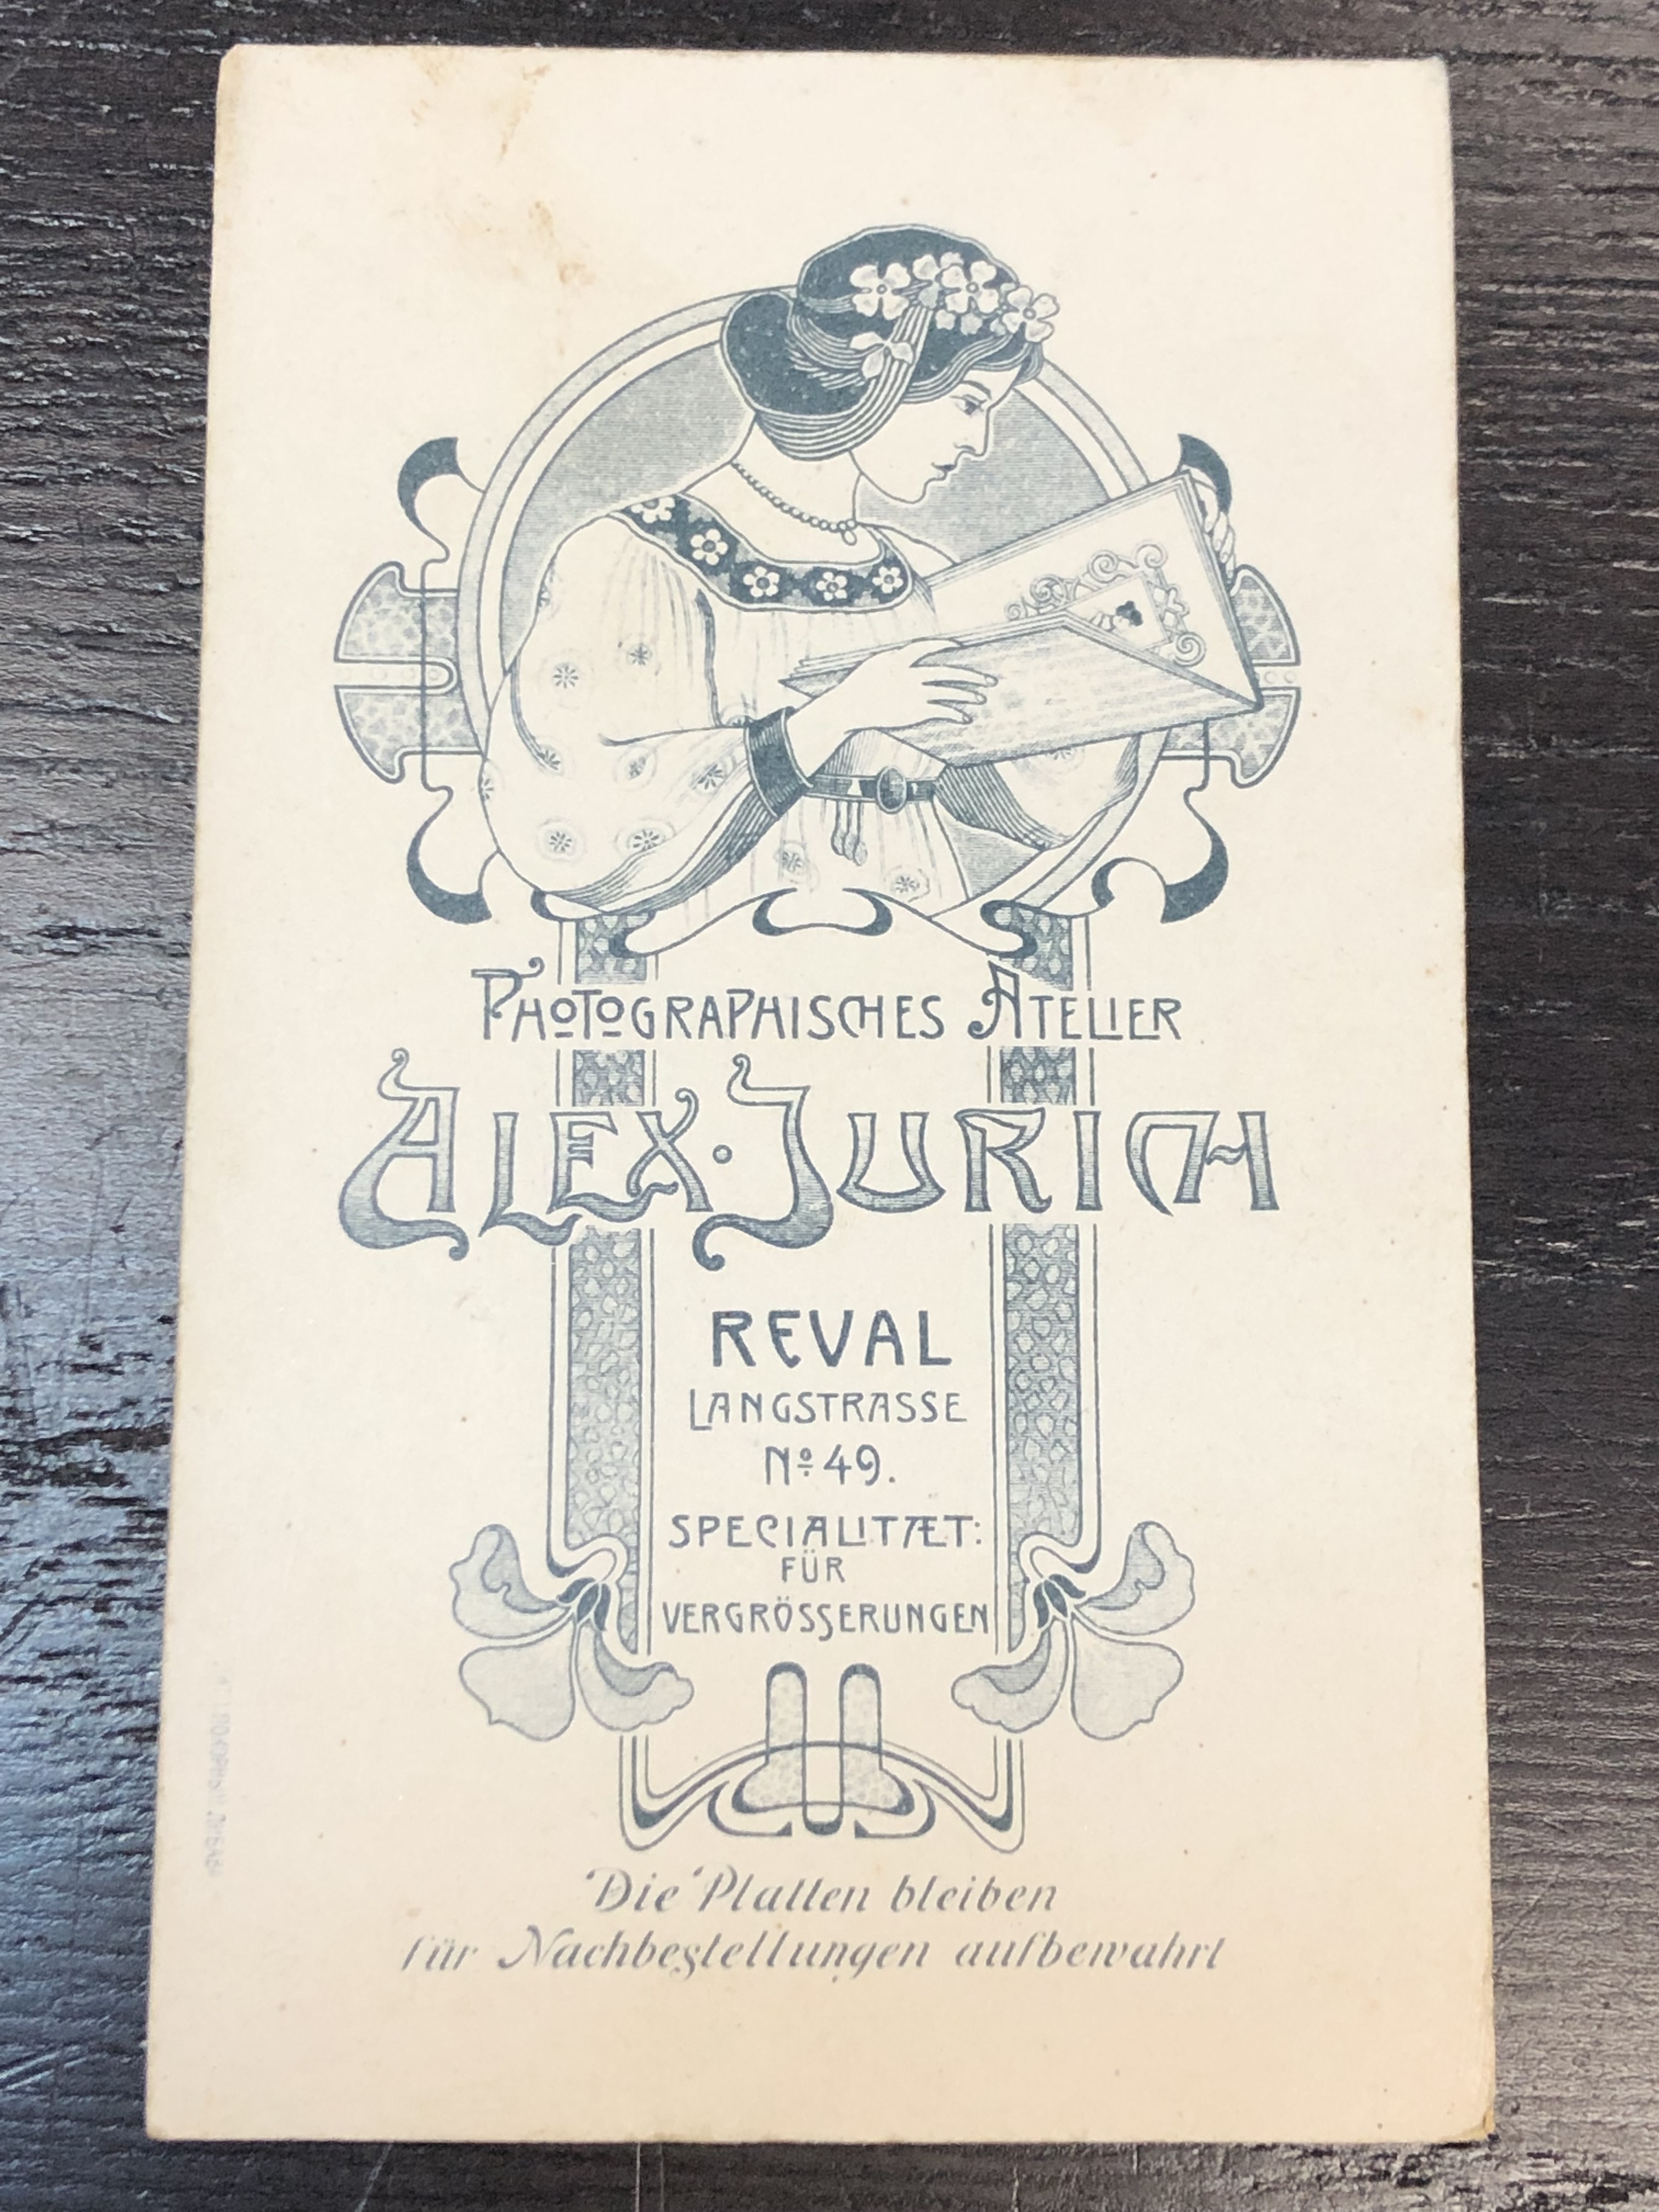 PHOTOGRAPHISCHES ATELIER
ALEX · JURICH
REVAL
LANGSTRASSE
No 49.
SPECIALITÆT:
FÜR
VERGRÖSSERUNGEN
Die Platten bleiben
für Nachbestellungen aufbewahrt